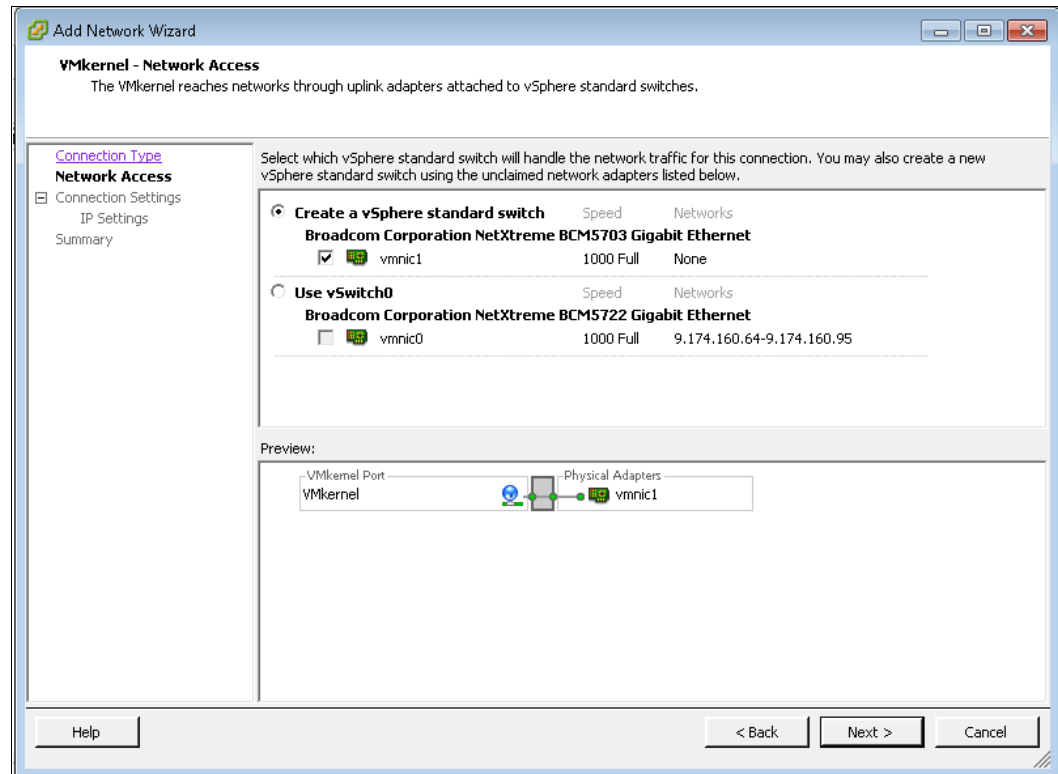 Add Network Wizard
VMkernel - Network Access
The VMkernel reaches networks through uplink adapters attached to vSphere standard switches.
Connection Type
Network Access
Connection Settings
IP Settings
Summary
Select which vSphere standard switch will handle the network traffic for this connection. You may also create a new
vSphere standard switch using the unclaimed network adapters listed below.
Create a vSphere standard switch Speed Networks
Broadcom Corporation NetXtreme BCM5703 Gigabit Ethernet
vmnic1 1000 Full None
Use vSwitch0 Speed Networks
Broadcom Corporation NetXtreme BCM5722 Gigabit Ethernet
vmnic0 1000 Full 9.174.160.64-9.174.160.95
Preview:
VMkernel Port Physical Adapters
VMkernel vmnic1
Help < Back Next > Cancel